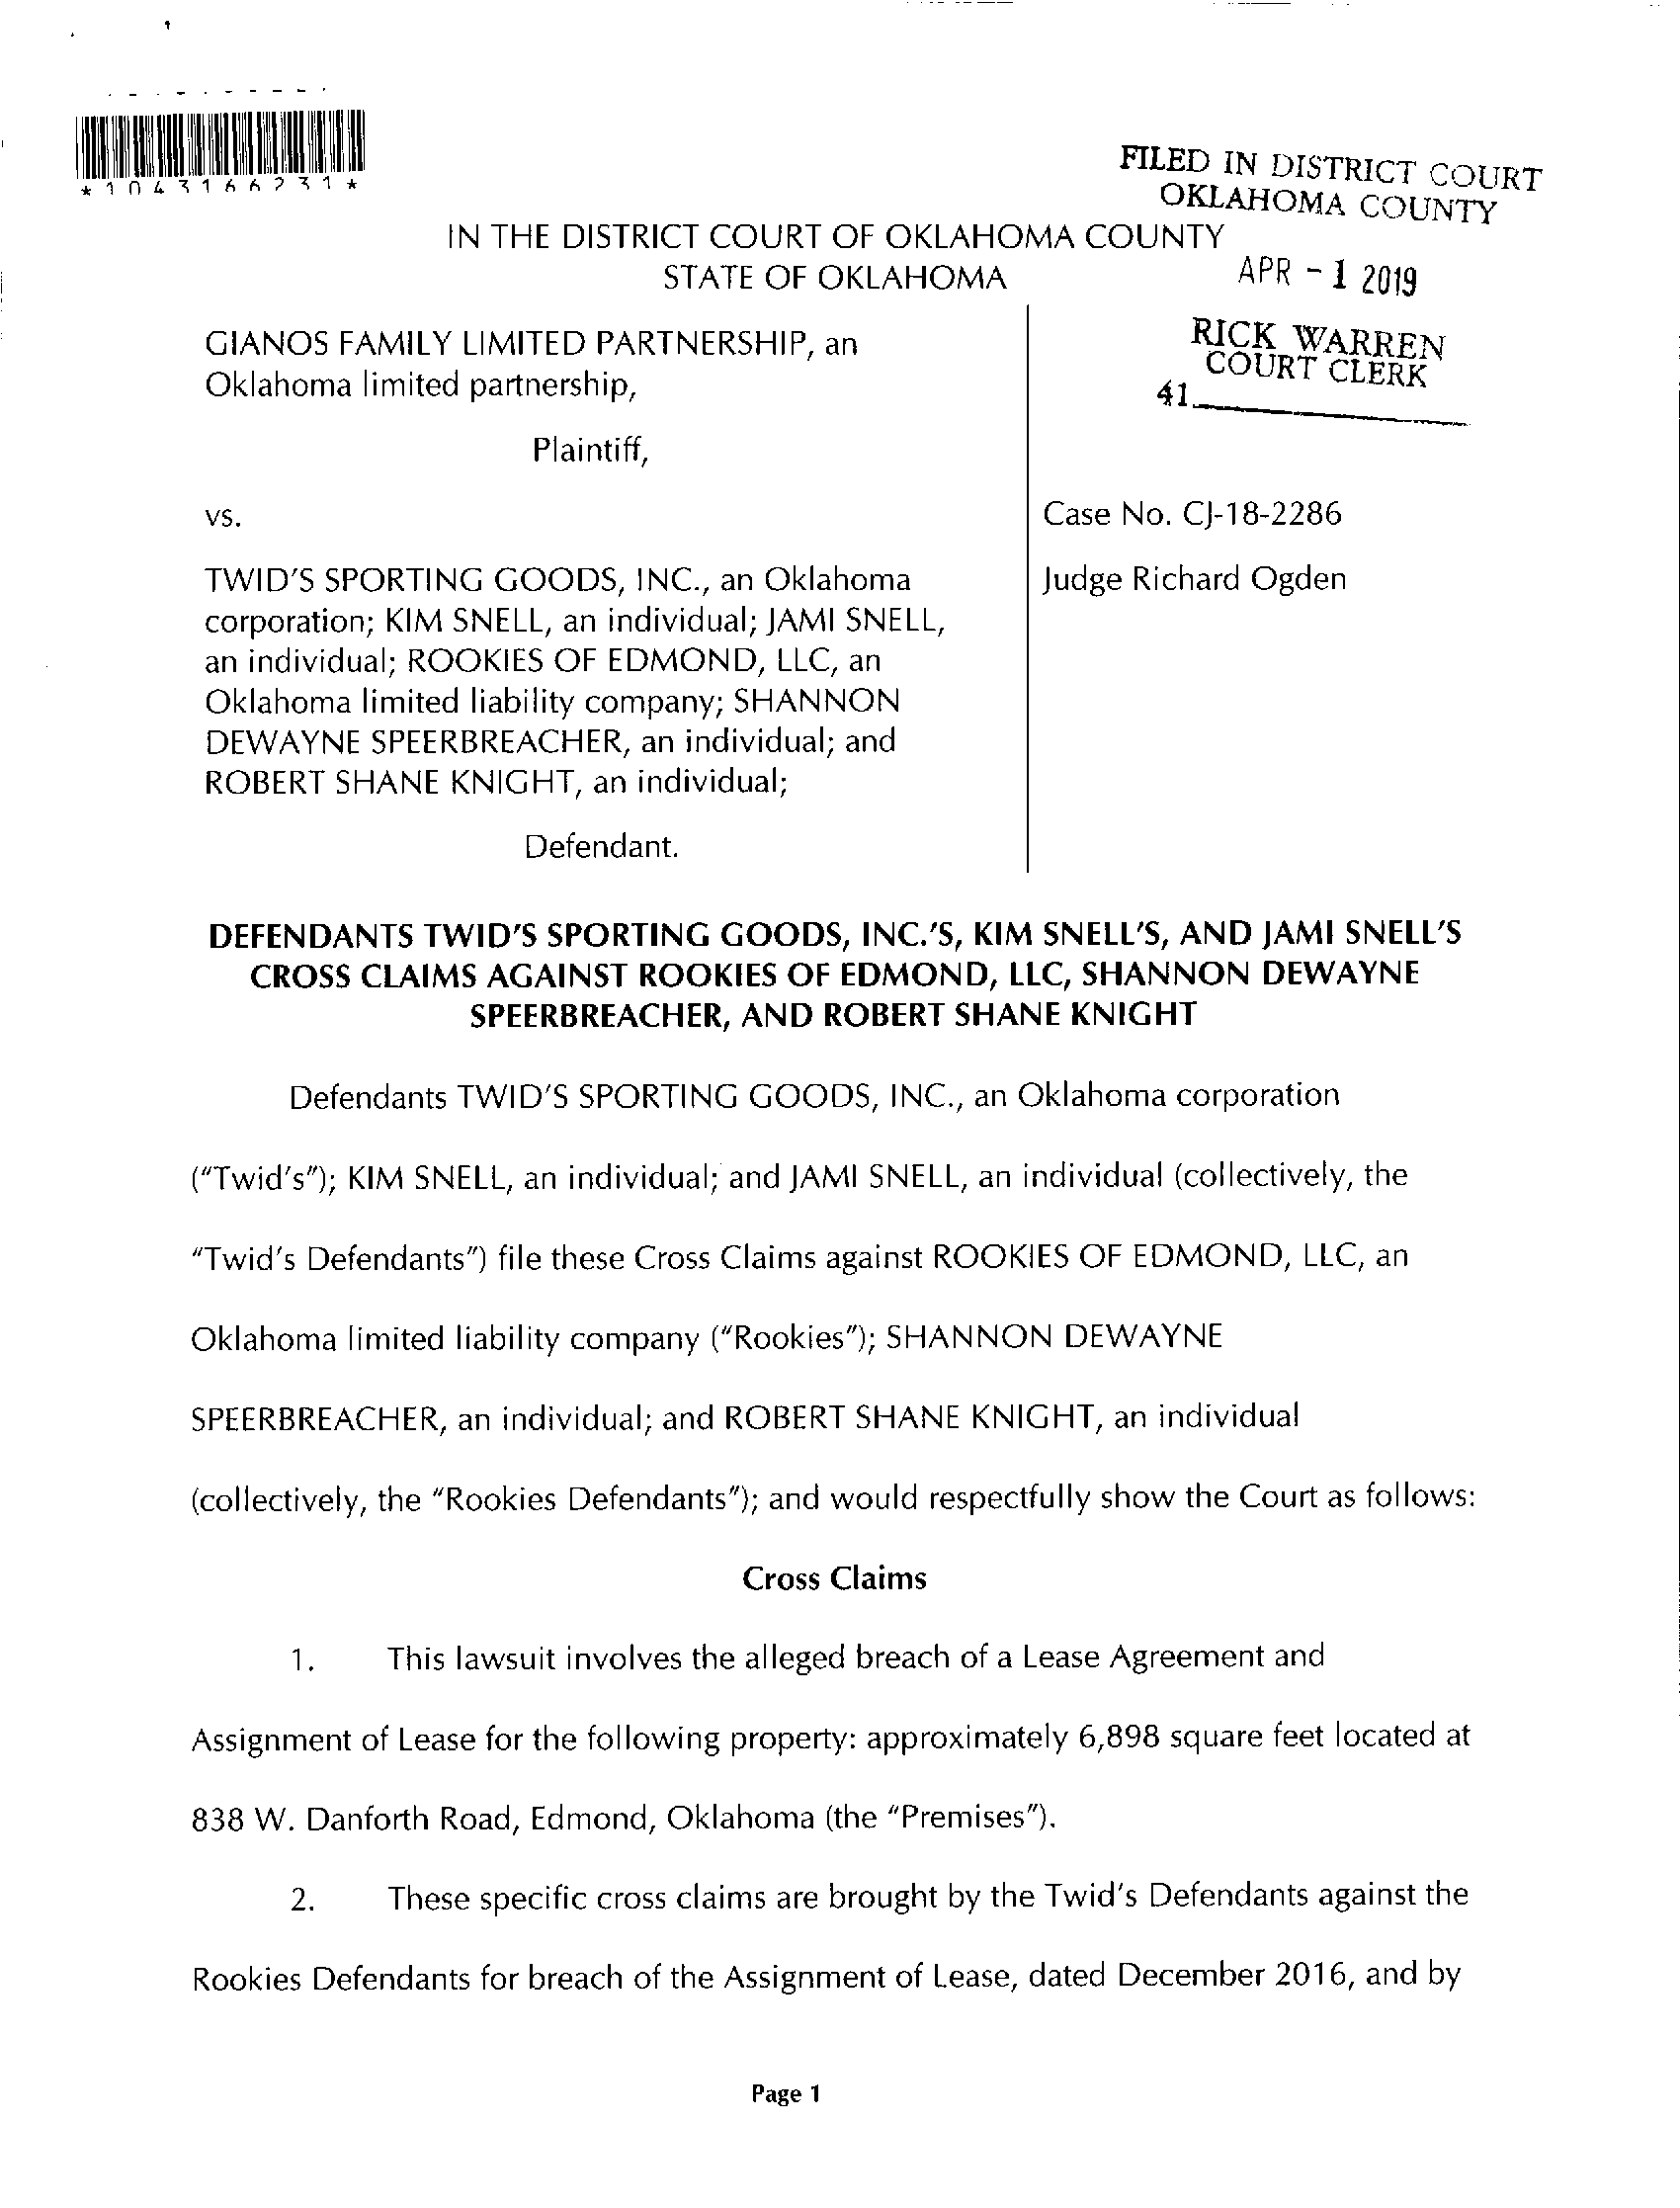 *1043166231*
FILED IN DISTRICT COURT
OKLAHOMA COUNTY
IN THE DISTRICT COURT OF OKLAHOMA COUNTY
STATE OF OKLAHOMA
APR - 1 2019
RICK WARREN
COURT CLERK
41
GIANOS FAMILY LIMITED PARTNERSHIP, an
Oklahoma limited partnership,
Plaintiff,
vs.
Case No. CJ-18-2286
Judge Richard Ogden
TWID'S SPORTING GOODS, INC., an Oklahoma
corporation; KIM SNELL, an individual; JAMI SNELL,
an individual; ROOKIES OF EDMOND, LLC, an
Oklahoma limited liability company; SHANNON
DEWAYNE SPEERBREACHER, an individual; and
ROBERT SHANE KNIGHT, an individual;
Defendant.
DEFENDANTS TWID'S SPORTING GOODS, INC.'S, KIM SNELL'S, AND JAMI SNELL'S
CROSS CLAIMS AGAINST ROOKIES OF EDMOND, LLC, SHANNON DEWAYNE
SPEERBREACHER, AND ROBERT SHANE KNIGHT
Defendants TWID'S SPORTING GOODS, INC., an Oklahoma corporation
("Twid's"); KIM SNELL, an individual; and JAMI SNELL, an individual (collectively, the
"Twid's Defendants") file these Cross Claims against ROOKIES OF EDMOND, LLC, an
Oklahoma limited liability company ("Rookies"); SHANNON DEWAYNE
SPEERBREACHER, an individual; and ROBERT SHANE KNIGHT, an individual
(collectively, the "Rookies Defendants"); and would respectfully show the Court as follows:
Cross Claims
1. This lawsuit involves the alleged breach of a Lease Agreement and
Assignment of Lease for the following property: approximately 6,898 square feet located at
838 W. Danforth Road, Edmond, Oklahoma (the "Premises").
2. These specific cross claims are brought by the Twid's Defendants against the
Rookies Defendants for breach of the Assignment of Lease, dated December 2016, and by
Page 1